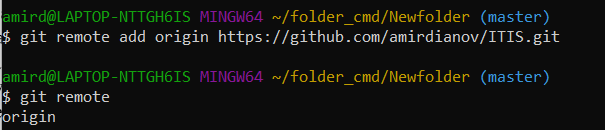 amird@LAPTOP-NTTGH6IS MINGW64 ~/folder_cmd/Newfolder (master)
$ git remote add origin https://github.com/amirdianov/ITIS.git
amird@LAPTOP-NTTGH6IS MINGW64 ~/folder_cmd/Newfolder (master)
$ git remote
origin